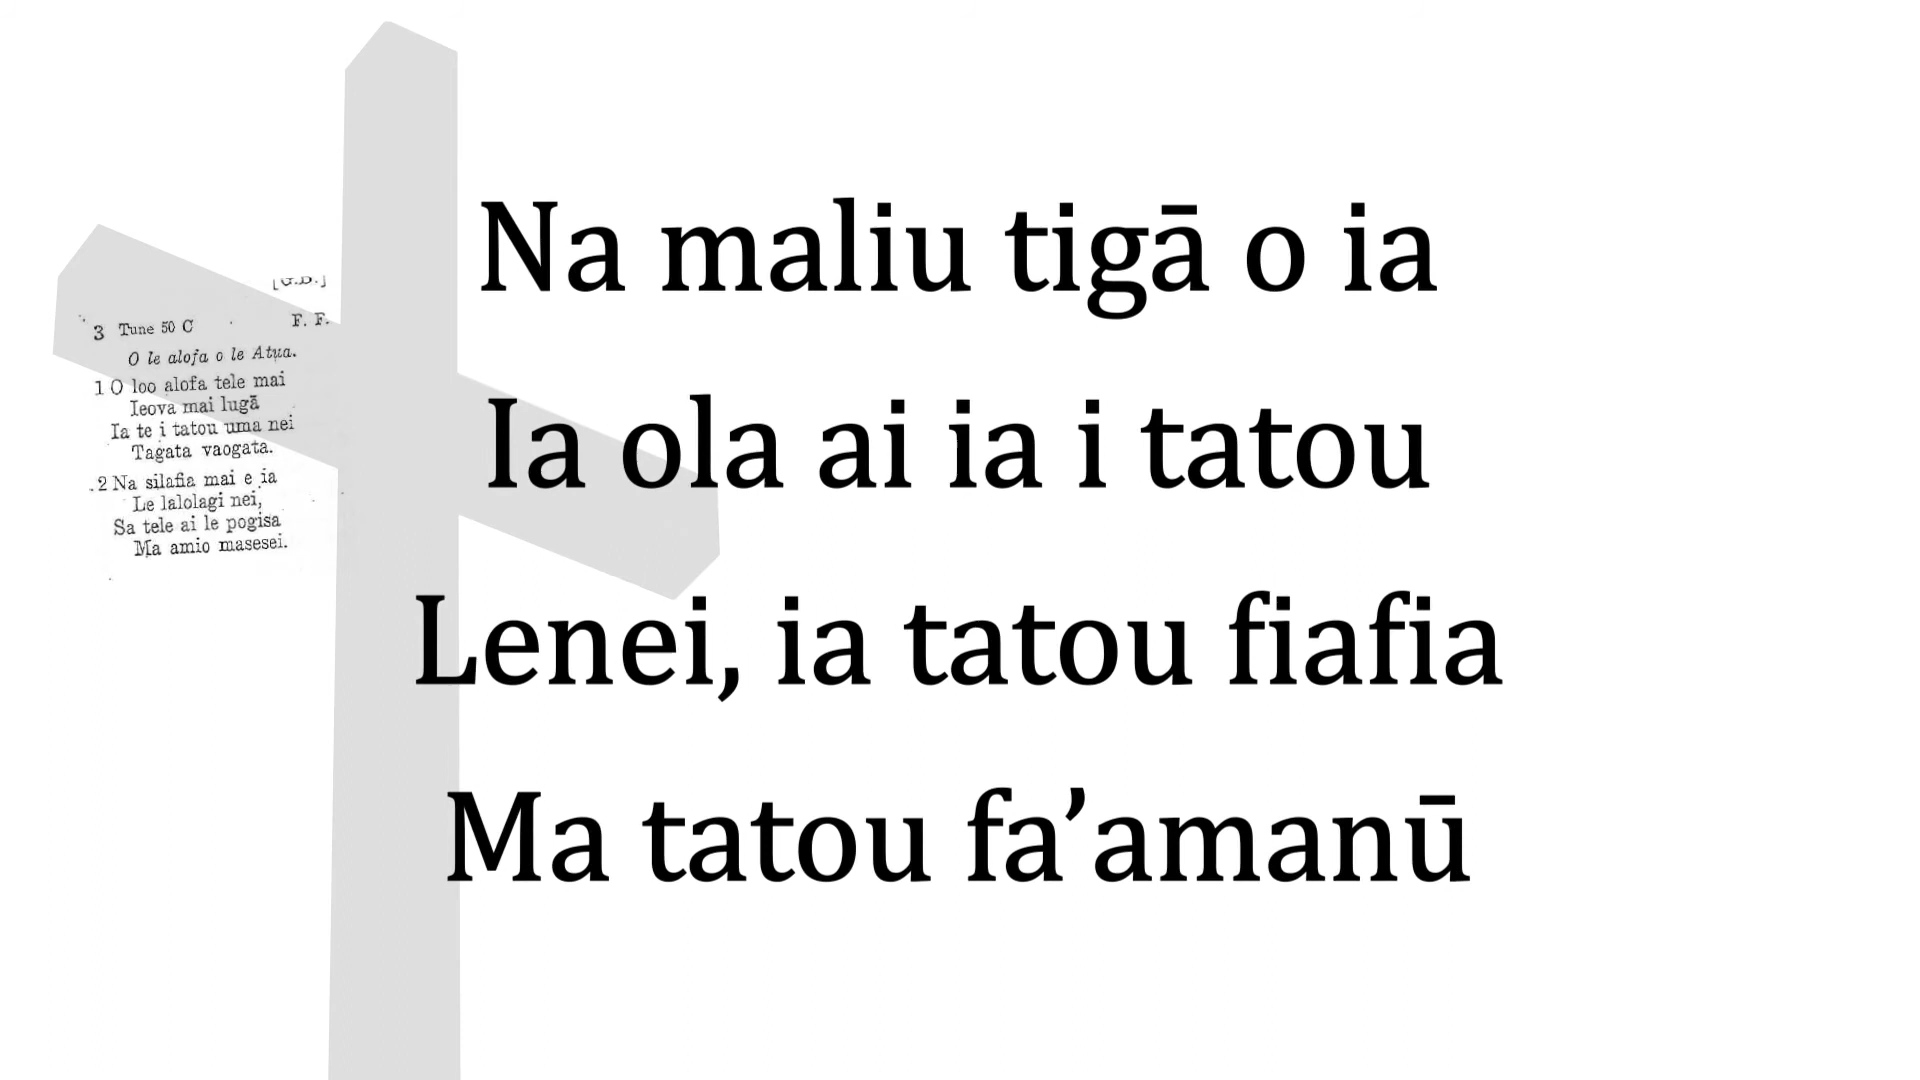 3 Tune 50 C F. F.
O le alofa o le Atua.
1 O loo alofa tele mai
Ieova mai lugā
Ia te i tatou uma nei
Tagata vaogata.
2 Na silafia mai e ia
Le lalolagi nei,
Sa tele ai le pogisa
Ma amio masesei.
Na maliu tigā o ia
Ia ola ai ia i tatou
Lenei, ia tatou fiafia
Ma tatou fa’amanū